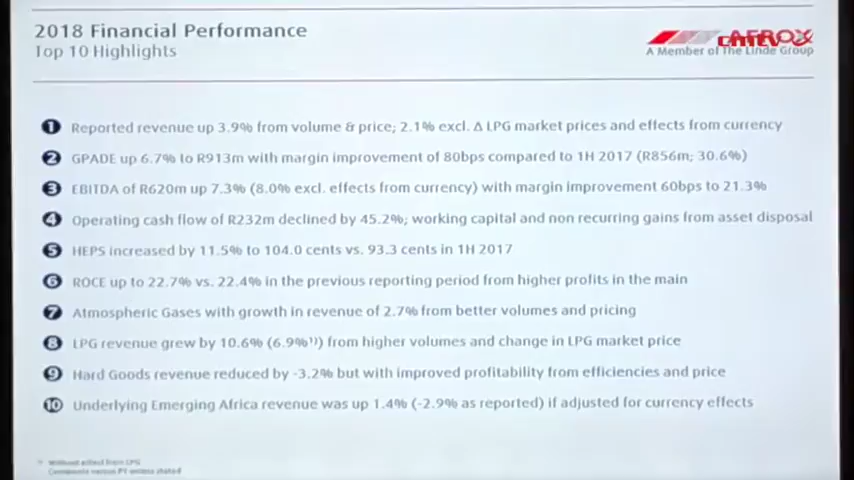 2018 Financial Performance
Top 10 Highlights
AFROX
cmtv
A Member of The Linde Group
1 Reported revenue up 3.9% from volume & price; 2.1% excl. Δ LPG market prices and effects from currency
2 GPADE up 6.7% to R913m with margin improvement of 80bps compared to 1H 2017 (R856m; 30.6%)
3 EBITDA of R620m up 7.3% (8.0% excl. effects from currency) with margin improvement 60bps to 21.3%
4 Operating cash flow of R232m declined by 45.2%; working capital and non recurring gains from asset disposal
5 HEPS increased by 11.5% to 104.0 cents vs. 93.3 cents in 1H 2017
6 ROCE up to 22.7% vs. 22.4% in the previous reporting period from higher profits in the main
7 Atmospheric Gases with growth in revenue of 2.7% from better volumes and pricing
8 LPG revenue grew by 10.6% (6.9%¹⁾) from higher volumes and change in LPG market price
9 Hard Goods revenue reduced by -3.2% but with improved profitability from efficiencies and price
10 Underlying Emerging Africa revenue was up 1.4% (-2.9% as reported) if adjusted for currency effects
Without effect from LPG
Comments versus PY unless stated